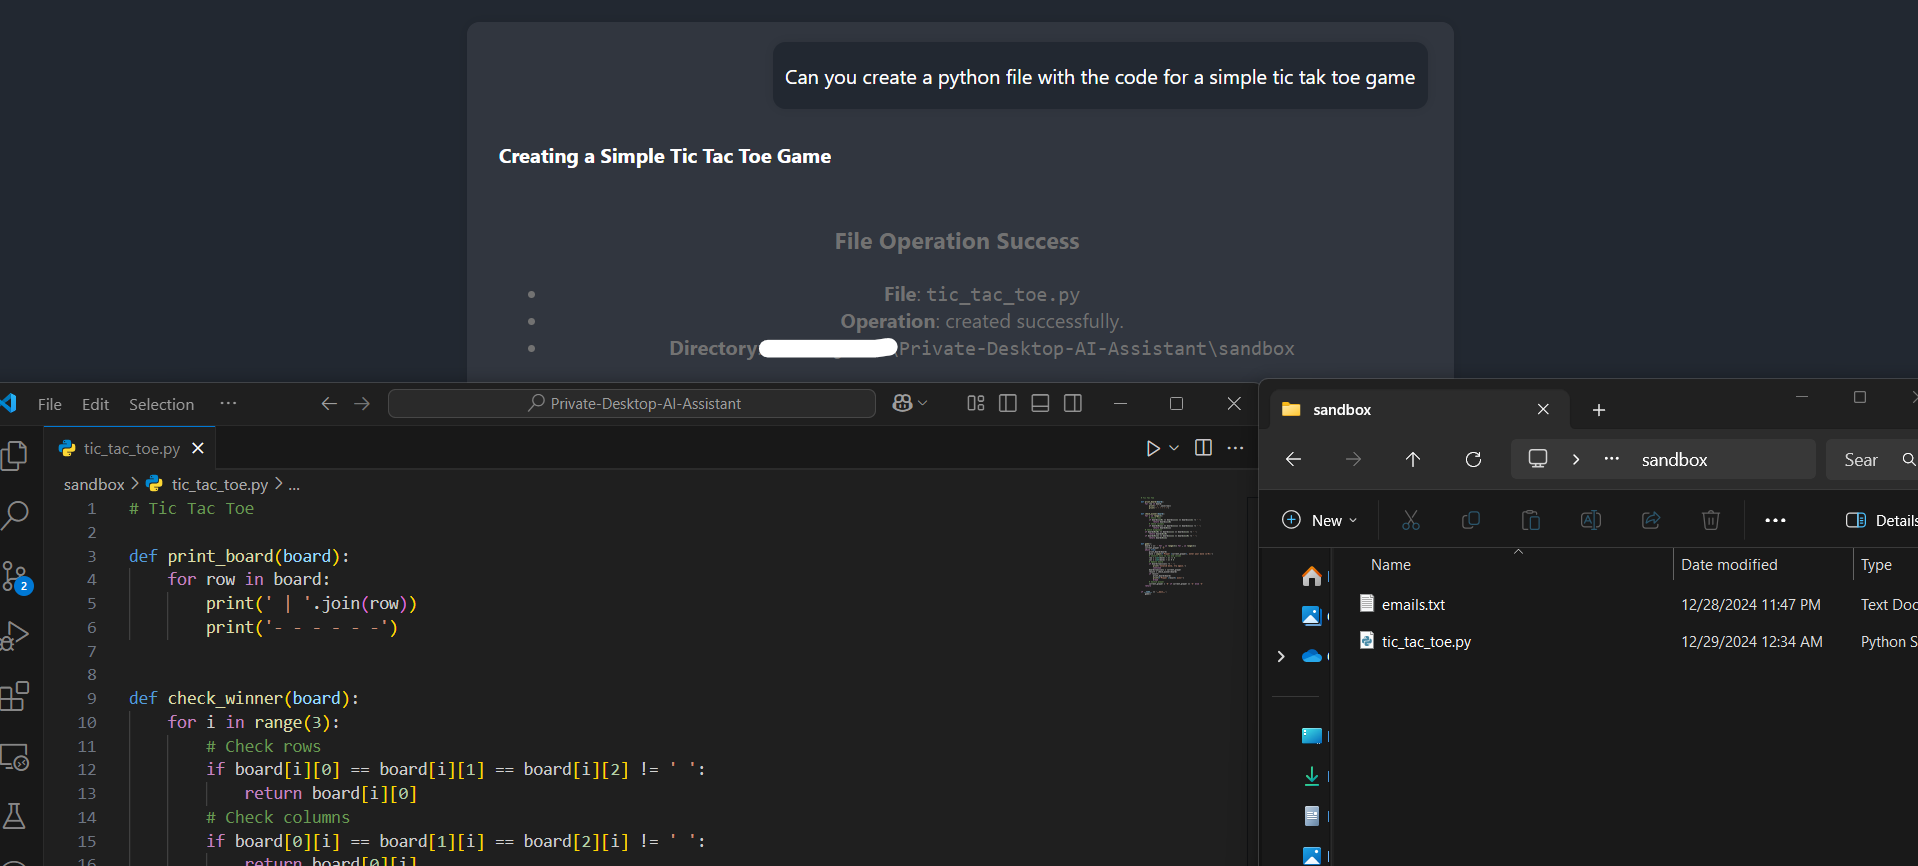 Can you create a python file with the code for a simple tic tak toe game
Creating a Simple Tic Tac Toe Game
File Operation Success
File: tic_tac_toe.py
Operation: created successfully.
Directory \Private-Desktop-AI-Assistant\sandbox
File Edit Selection ...
Private-Desktop-AI-Assistant
tic_tac_toe.py
sandbox > tic_tac_toe.py > ...
2
1 # Tic Tac Toe
2
3 def print_board(board):
4 for row in board:
5 print(' | '.join(row))
6 print('- - - - - -')
7
8
9 def check_winner(board):
10 for i in range(3):
11 # Check rows
12 if board[i][0] == board[i][1] == board[i][2] != ' ':
13 return board[i][0]
14 # Check columns
15 if board[0][i] == board[1][i] == board[2][i] != ' ':
16 return board[0][i]
sandbox
sandbox
Sear
New
Details
Name Date modified Type
emails.txt 12/28/2024 11:47 PM Text Doc
tic_tac_toe.py 12/29/2024 12:34 AM Python S